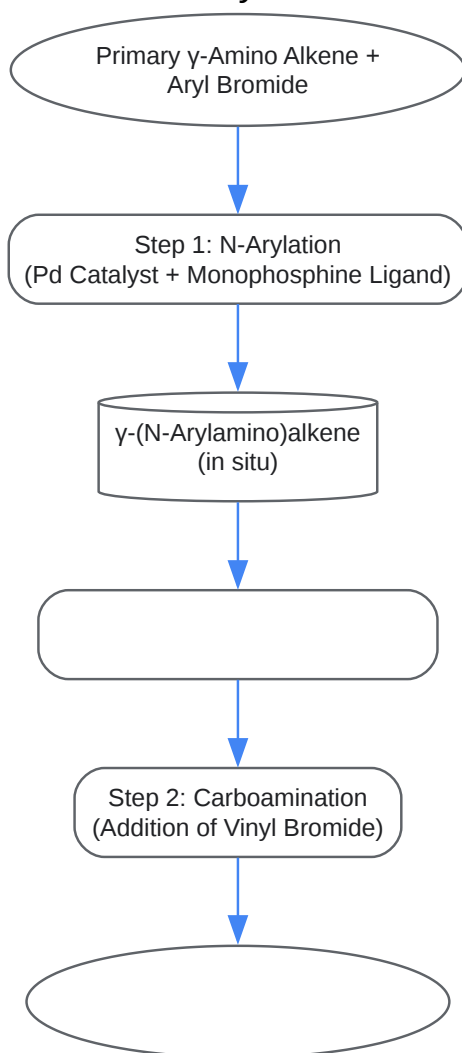 Primary γ-Amino Alkene +
Aryl Bromide
Step 1: N-Arylation
(Pd Catalyst + Monophosphine Ligand)
γ-(N-Arylamino)alkene
(in situ)
Step 2: Carboamination
(Addition of Vinyl Bromide)